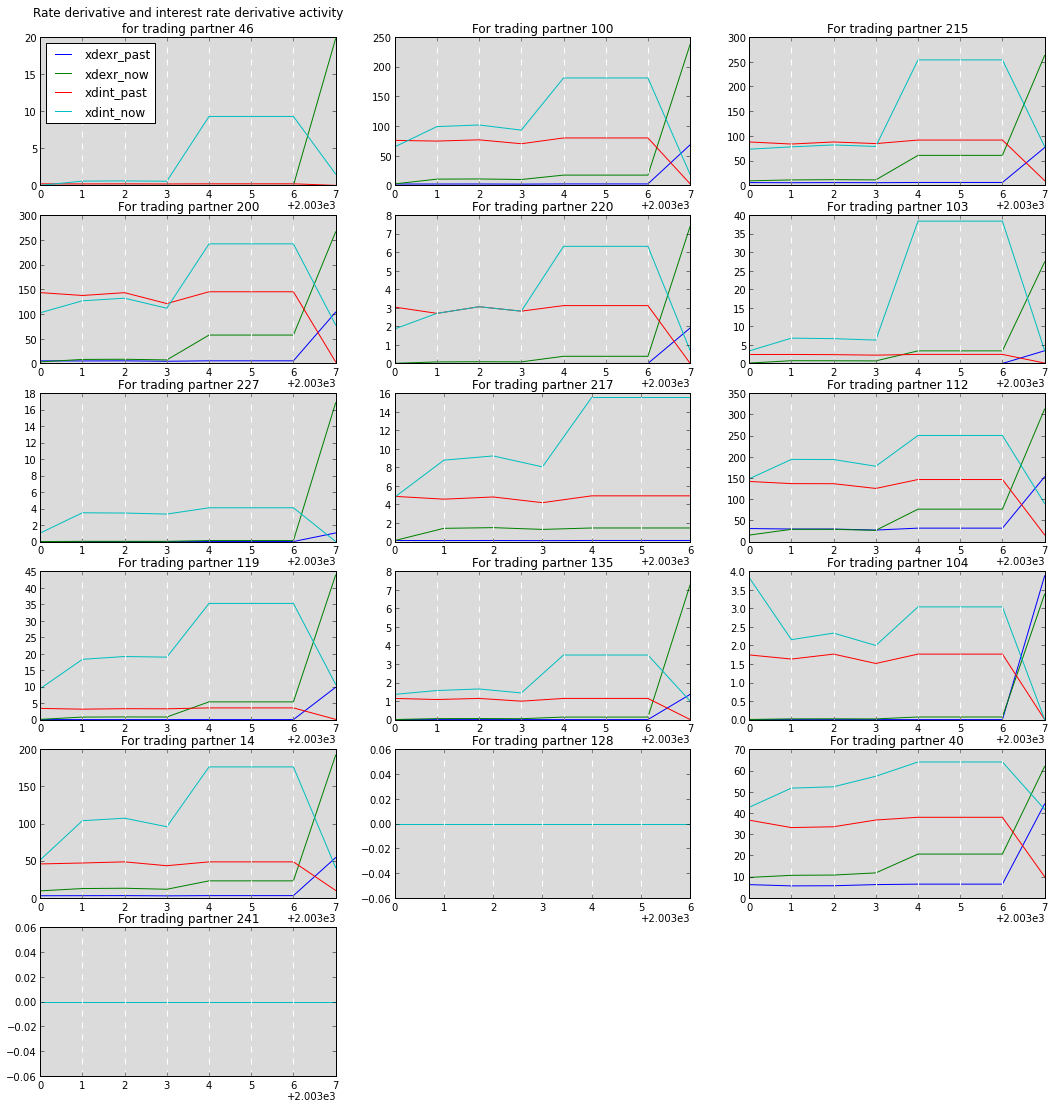 Rate derivative and interest rate derivative activity
for trading partner 46
For trading partner 100
For trading partner 215
20
15
10
5
0
xdexr_past
xdexr_now
xdint_past
xdint_now
0 1 2 3 4 5 6 7
+2.003e3
250
200
150
100
50
0
0 1 2 3 4 5 6 7
+2.003e3
300
250
200
150
100
50
0
0 1 2 3 4 5 6 7
+2.003e3
For trading partner 200
300
250
200
150
100
50
0
0 1 2 3 4 5 6 7
+2.003e3
For trading partner 220
8
7
6
5
4
3
2
1
0
0 1 2 3 4 5 6 7
+2.003e3
For trading partner 103
40
35
30
25
20
15
10
5
0
0 1 2 3 4 5 6 7
+2.003e3
For trading partner 227
18
16
14
12
10
8
6
4
2
0
0 1 2 3 4 5 6 7
+2.003e3
For trading partner 217
16
14
12
10
8
6
4
2
0
0 1 2 3 4 5 6
+2.003e3
For trading partner 112
350
300
250
200
150
100
50
0
0 1 2 3 4 5 6 7
+2.003e3
For trading partner 119
45
40
35
30
25
20
15
10
5
0
0 1 2 3 4 5 6 7
+2.003e3
For trading partner 135
8
7
6
5
4
3
2
1
0
0 1 2 3 4 5 6 7
+2.003e3
For trading partner 104
4.0
3.5
3.0
2.5
2.0
1.5
1.0
0.5
0.0
0 1 2 3 4 5 6 7
+2.003e3
For trading partner 14
200
150
100
50
0
0 1 2 3 4 5 6 7
+2.003e3
For trading partner 128
0.06
0.04
0.02
0.00
−0.02
−0.04
−0.06
0 1 2 3 4 5 6
+2.003e3
For trading partner 40
70
60
50
40
30
20
10
0
0 1 2 3 4 5 6 7
+2.003e3
For trading partner 241
0.06
0.04
0.02
0.00
−0.02
−0.04
−0.06
0 1 2 3 4 5 6 7
+2.003e3